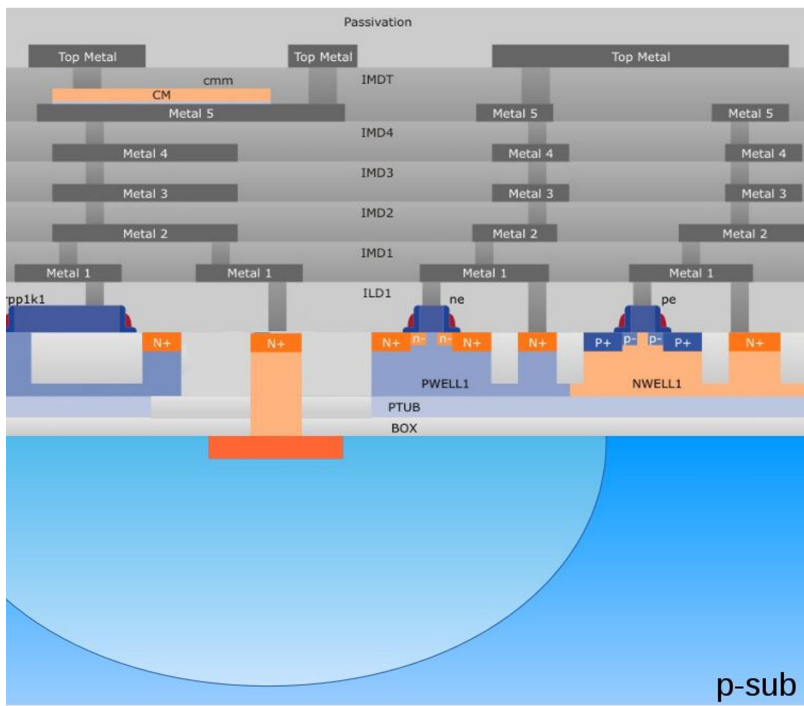 Passivation
Top Metal Top Metal Top Metal
cmm IMDT
CM
Metal 5 Metal 5 Metal 5
IMD4
Metal 4 Metal 4 Metal 4
IMD3
Metal 3 Metal 3 Metal 3
IMD2
Metal 2 Metal 2 Metal 2
IMD1
Metal 1 Metal 1 Metal 1 Metal 1
ILD1
rpp1k1 ne pe
N+ N+ N+ n- n- N+ N+ P+ p- p- P+ N+
PWELL1 NWELL1
PTUB
BOX
p-sub